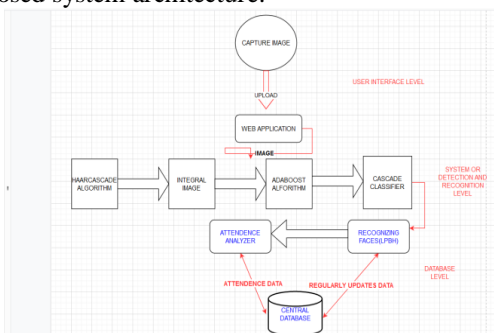 osed system architecture.
CAPTURE IMAGE
USER INTERFACE LEVEL
UPLOAD
WEB APPLICATION
IMAGE
HAARCASCADE
ALGORITHM
INTEGRAL
IMAGE
ADABOOST
ALFORITHM
CASCADE
CLASSIFIER
SYSTEM OR
DETECTION AND
RECOGNITION
LEVEL
ATTENDENCE
ANALYZER
RECOGNIZING
FACES(LPBH)
DATABASE
LEVEL
ATTENDENCE DATA
REGULARLY UPDATES DATA
CENTRAL
DATABASE